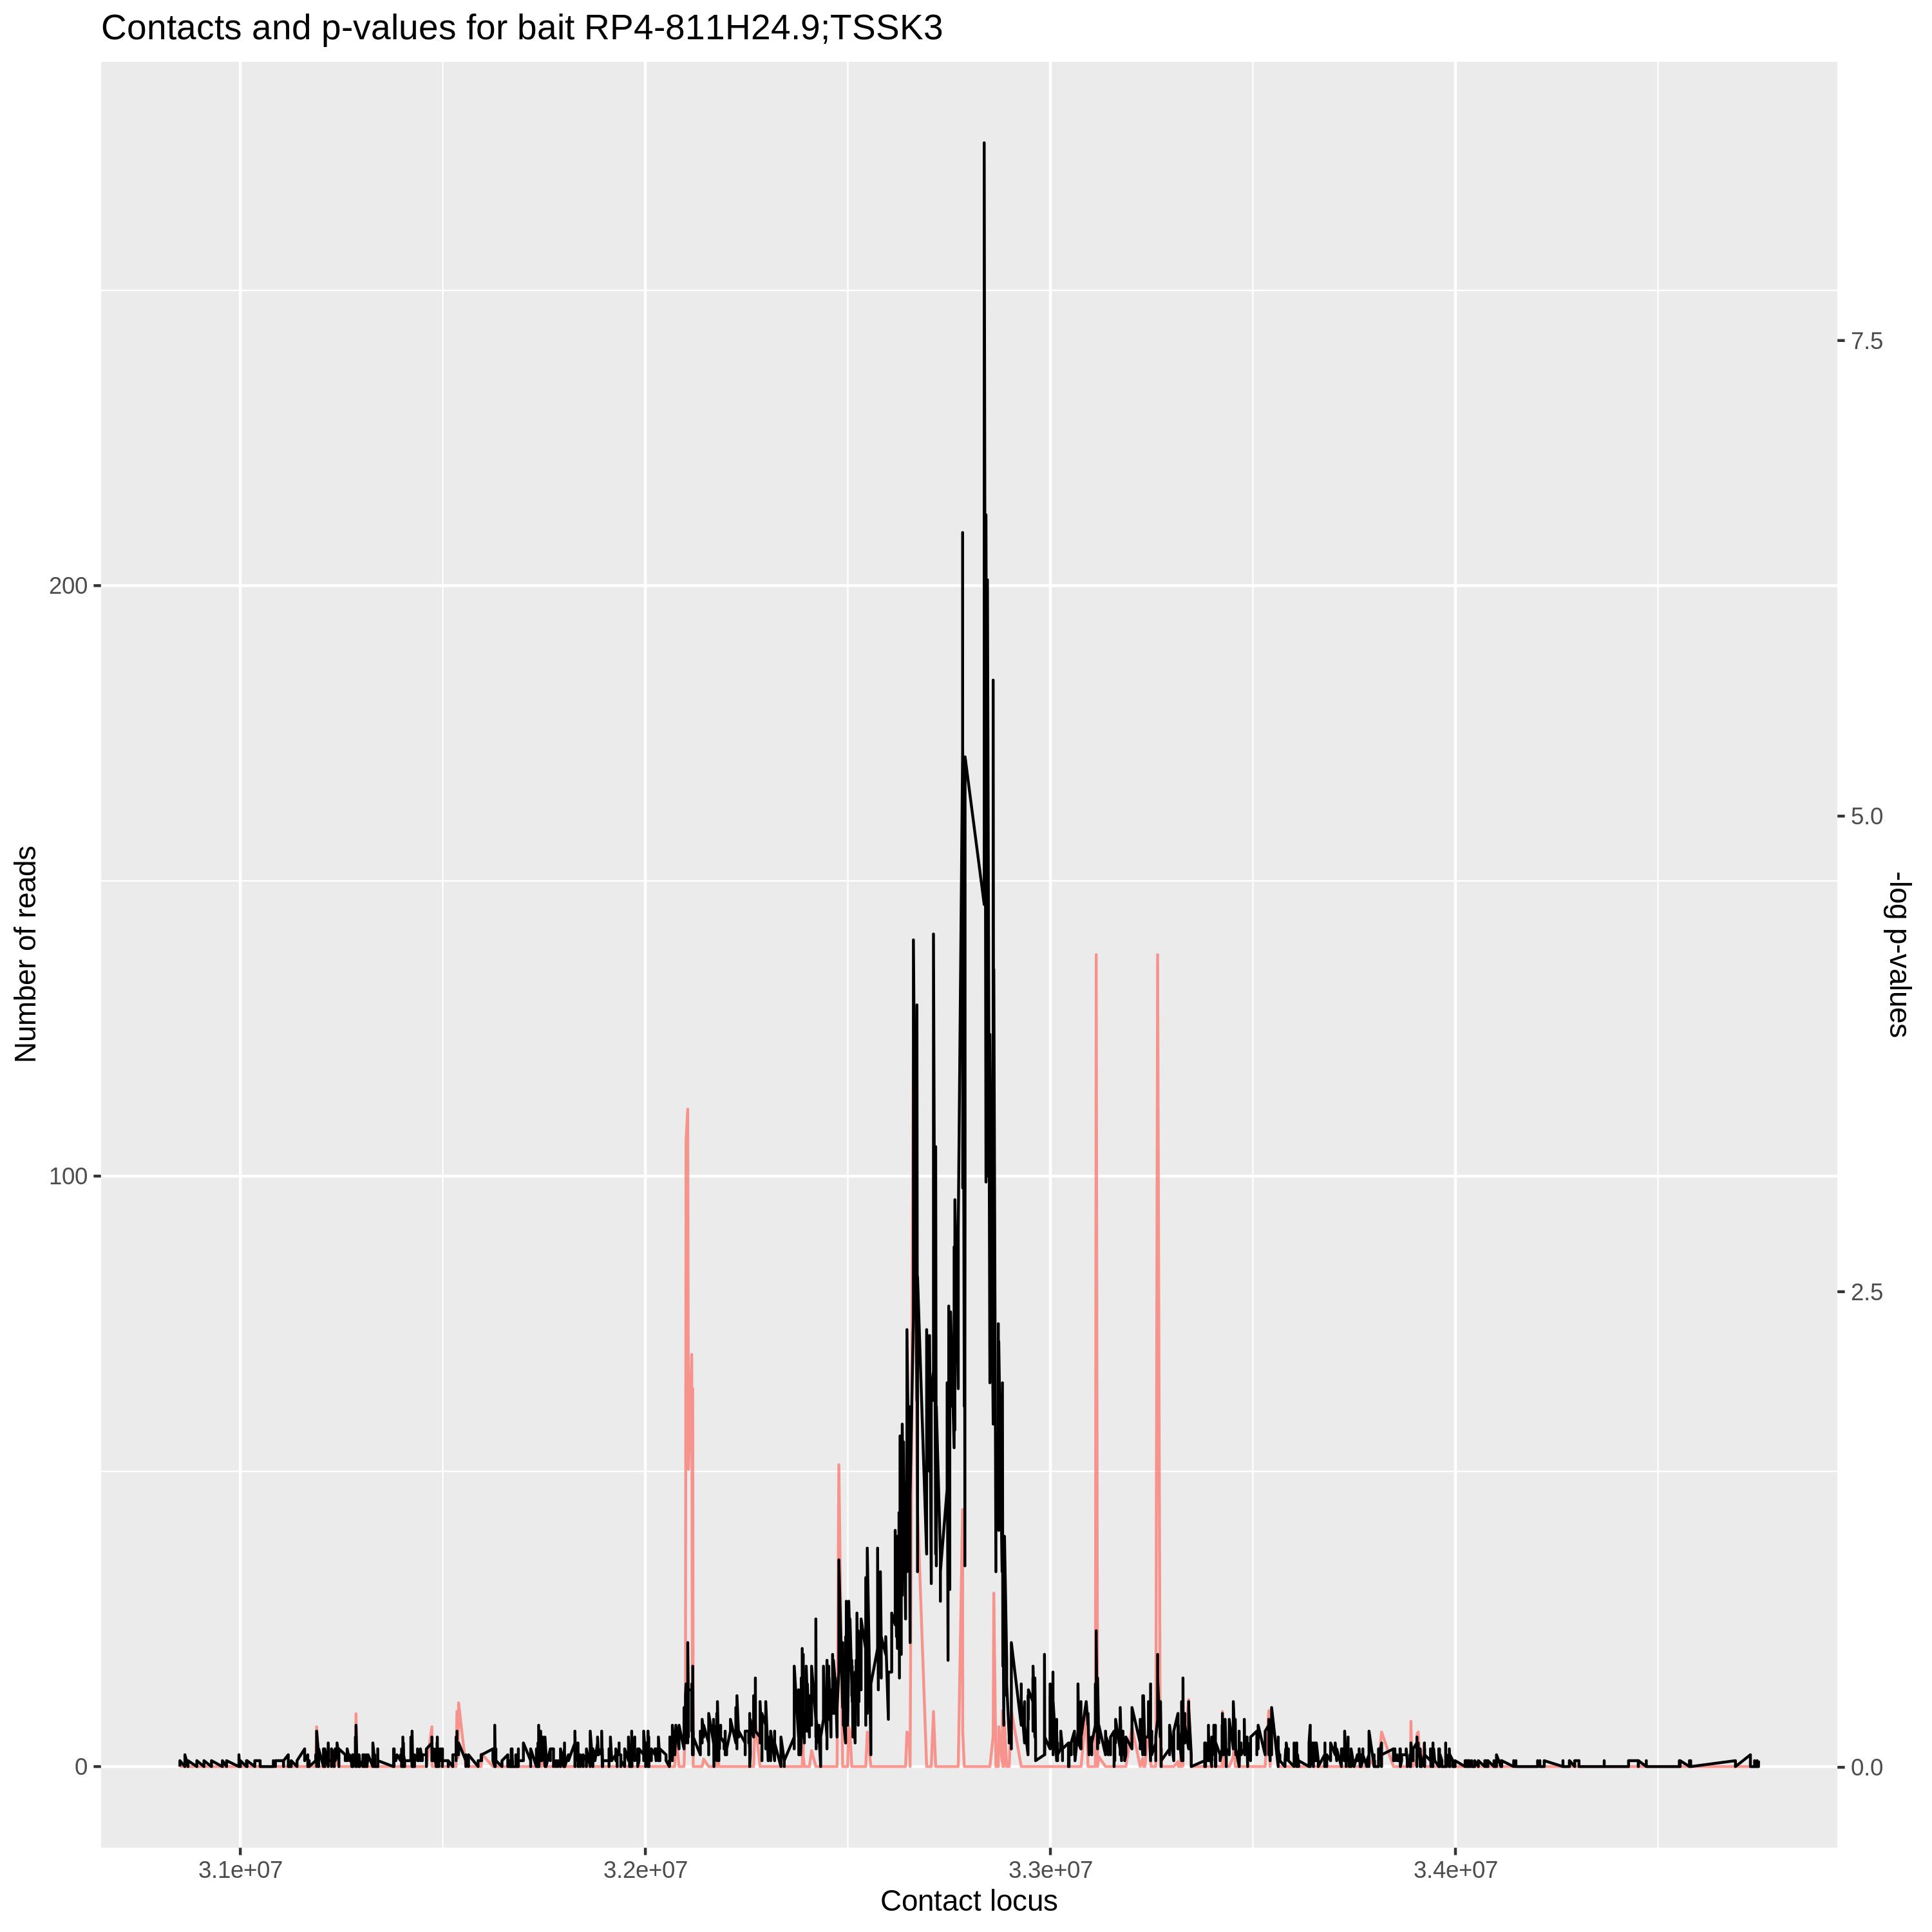 Contacts and p-values for bait RP4-811H24.9;TSSK3
Number of reads
200
100
0
7.5
5.0
2.5
0.0
-log p-values
3.1e+07
3.2e+07
3.3e+07
3.4e+07
Contact locus